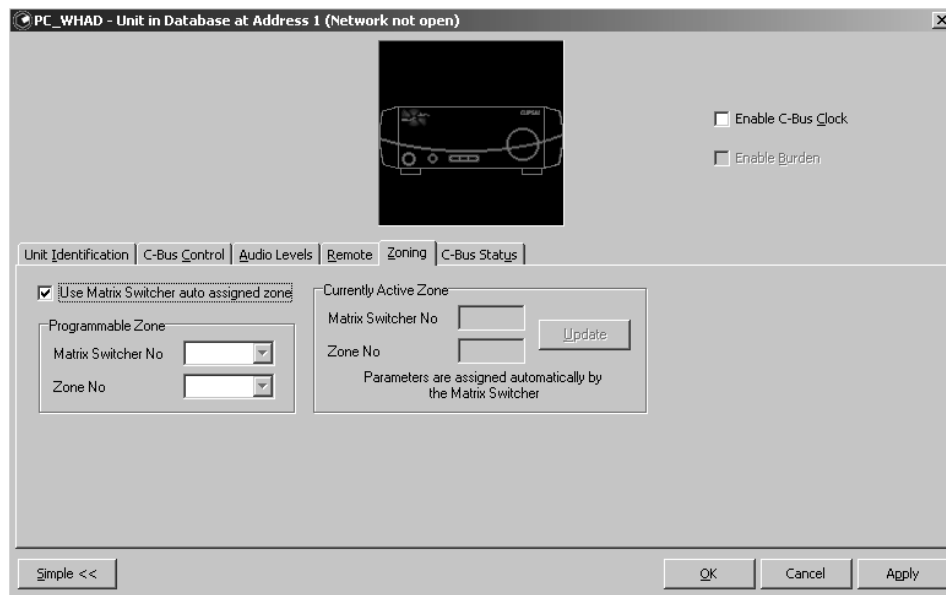 PC_WHAD - Unit in Database at Address 1 (Network not open)
Enable C-Bus Clock
Enable Burden
Unit Identification
C-Bus Control
Audio Levels
Remote
Zoning
C-Bus Status
Use Matrix Switcher auto assigned zone
Programmable Zone
Matrix Switcher No
Zone No
Currently Active Zone
Matrix Switcher No
Zone No
Update
Parameters are assigned automatically by
the Matrix Switcher
Simple <<
OK
Cancel
Apply